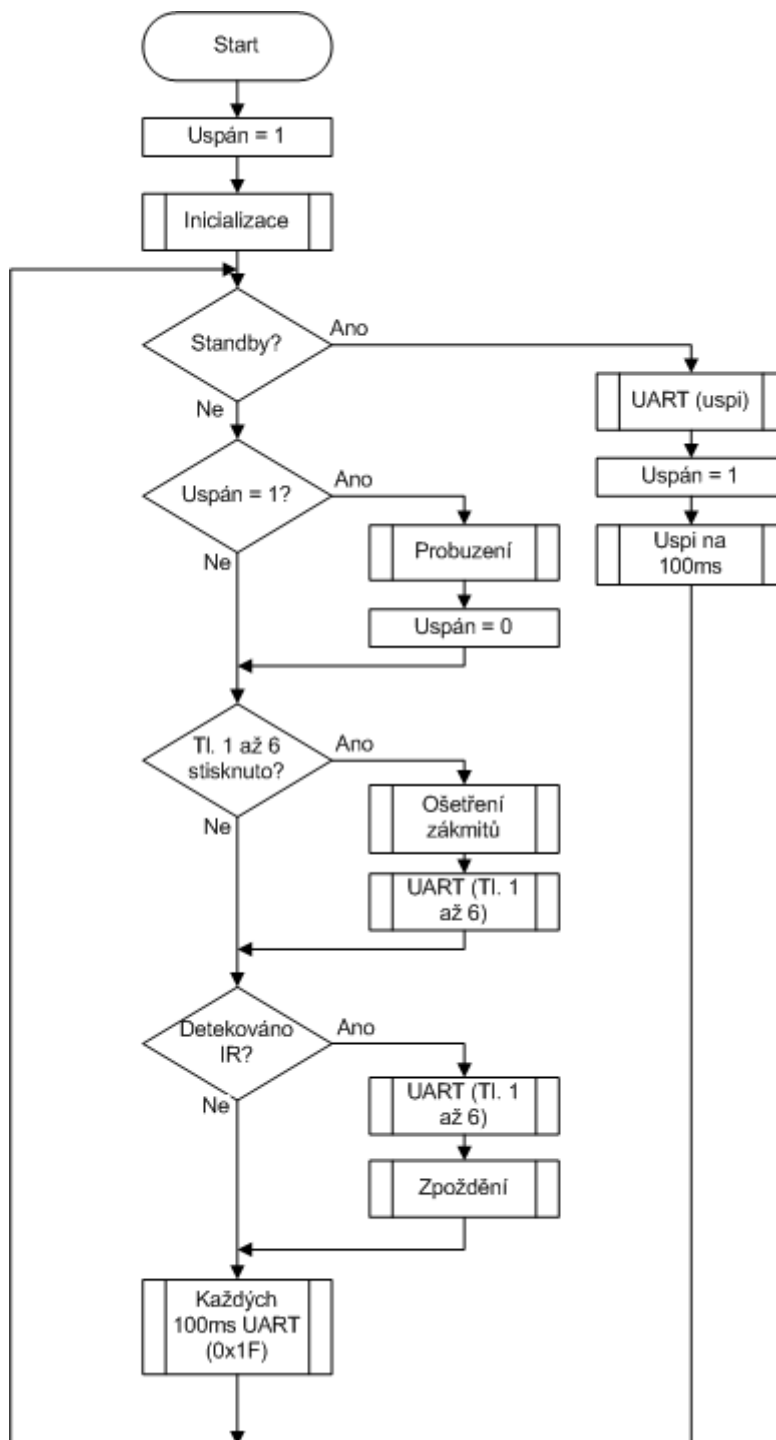 Start
Uspán = 1
Inicializace
Standby?
Ano
Ne
UART (uspi)
Uspán = 1
Uspi na
100ms
Uspán = 1?
Ano
Ne
Probuzení
Uspán = 0
Tl. 1 až 6
stisknuto?
Ano
Ne
Ošetření
zákmitů
UART (Tl. 1
až 6)
Detekováno
IR?
Ano
Ne
UART (Tl. 1
až 6)
Zpoždění
Každých
100ms UART
(0x1F)